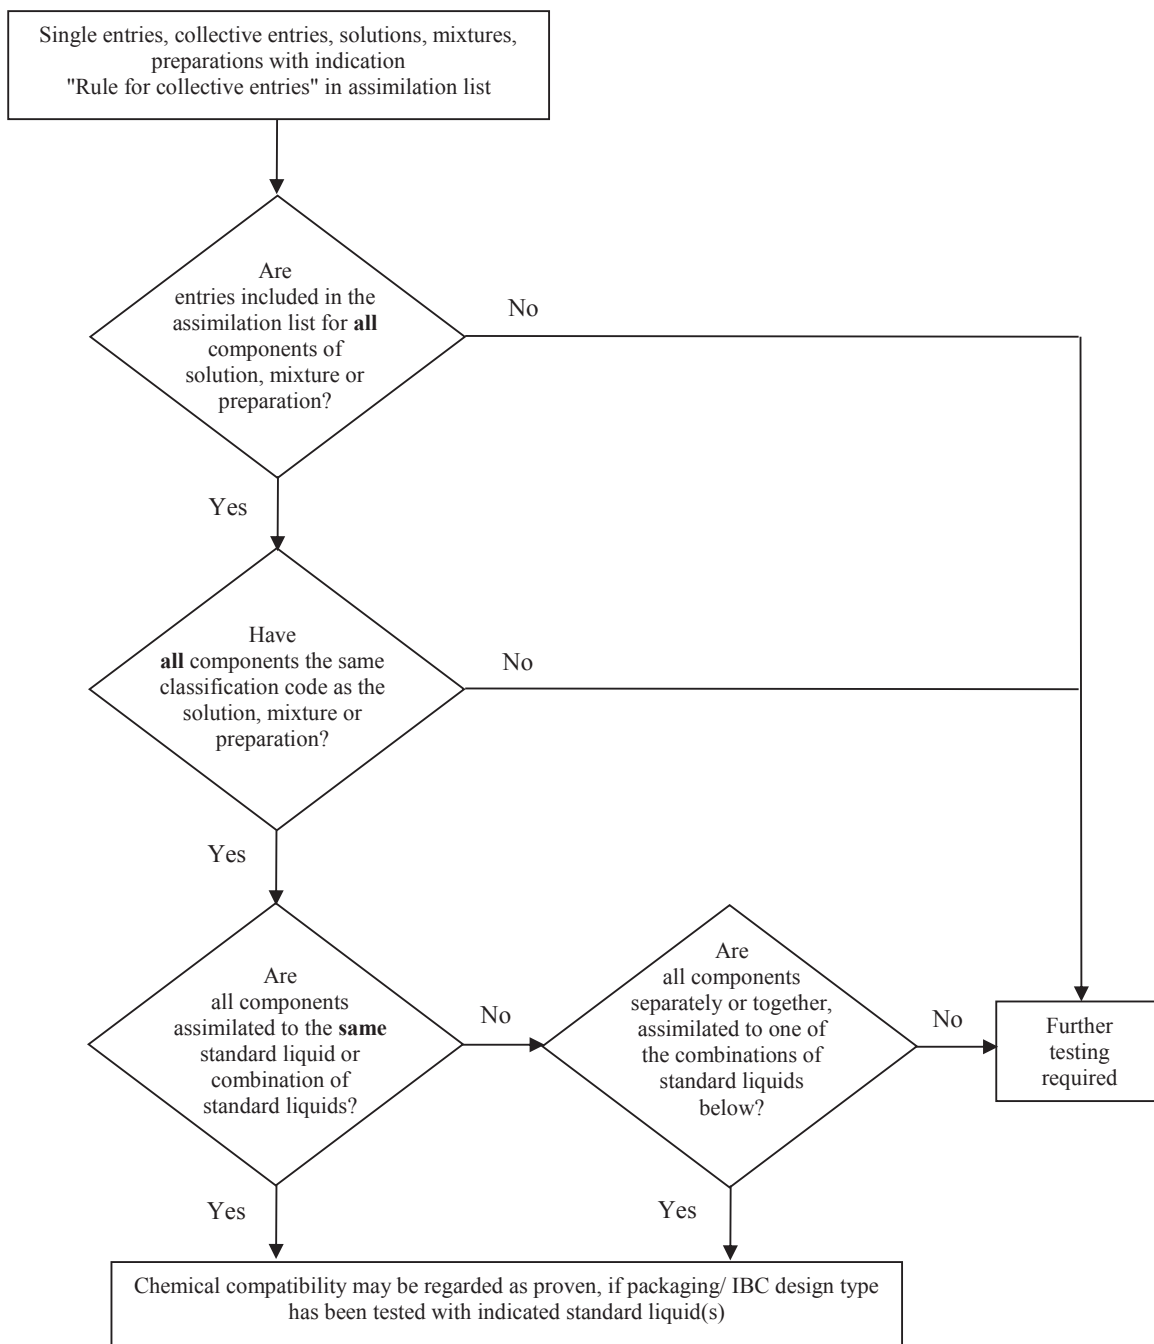 Single entries, collective entries, solutions, mixtures,
preparations with indication
"Rule for collective entries" in assimilation list
Are
entries included in the
assimilation list for all
components of
solution, mixture or
preparation?
No
Yes
Have
all components the same
classification code as the
solution, mixture or
preparation?
No
Yes
Are
all components
assimilated to the same
standard liquid or
combination of
standard liquids?
No
Are
all components
separately or together,
assimilated to one of
the combinations of
standard liquids
below?
No
Further
testing
required
Yes
Yes
Chemical compatibility may be regarded as proven, if packaging/ IBC design type
has been tested with indicated standard liquid(s)